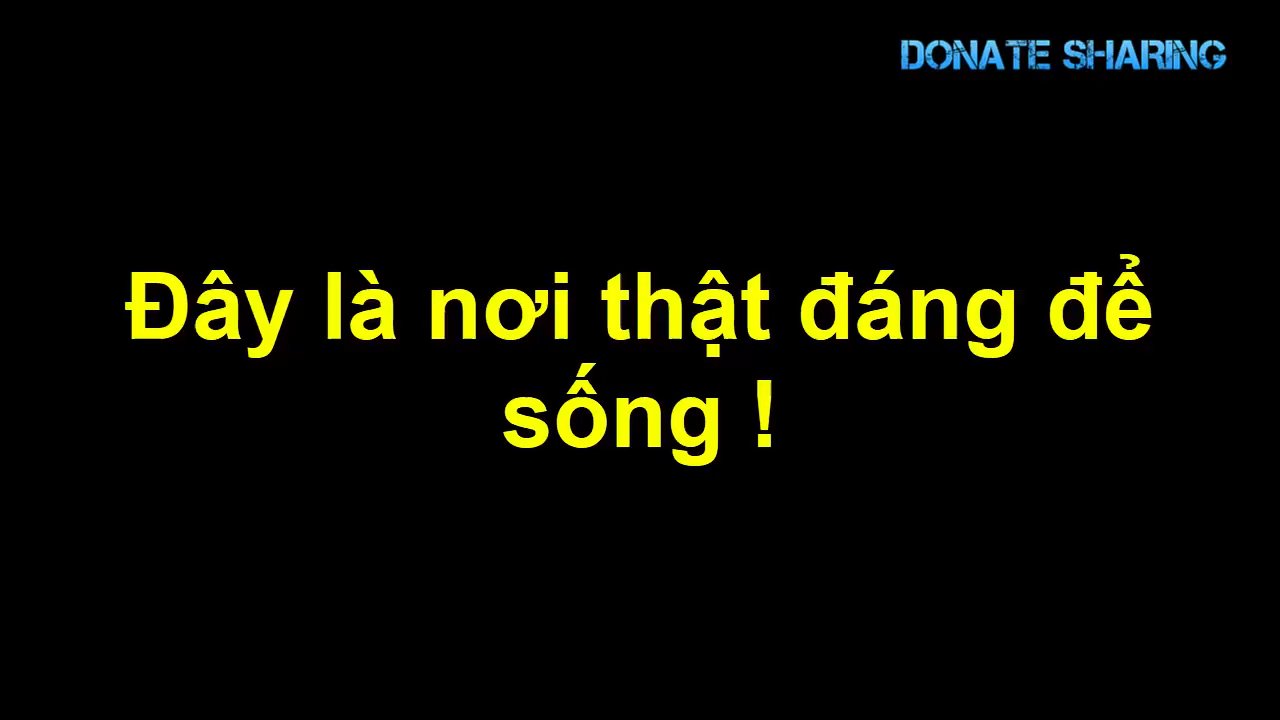 DONATE SHARING
Đây là nơi thật đáng để
sống !